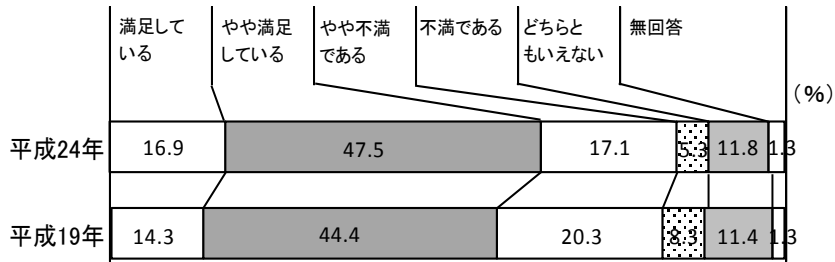 満足して
いる
やや満足
している
やや不満
である
不満である
どちらと
もいえない
無回答
(%)
平成24年 16.9 47.5 17.1 5.3 11.8 1.3
平成19年 14.3 44.4 20.3 8.3 11.4 1.3